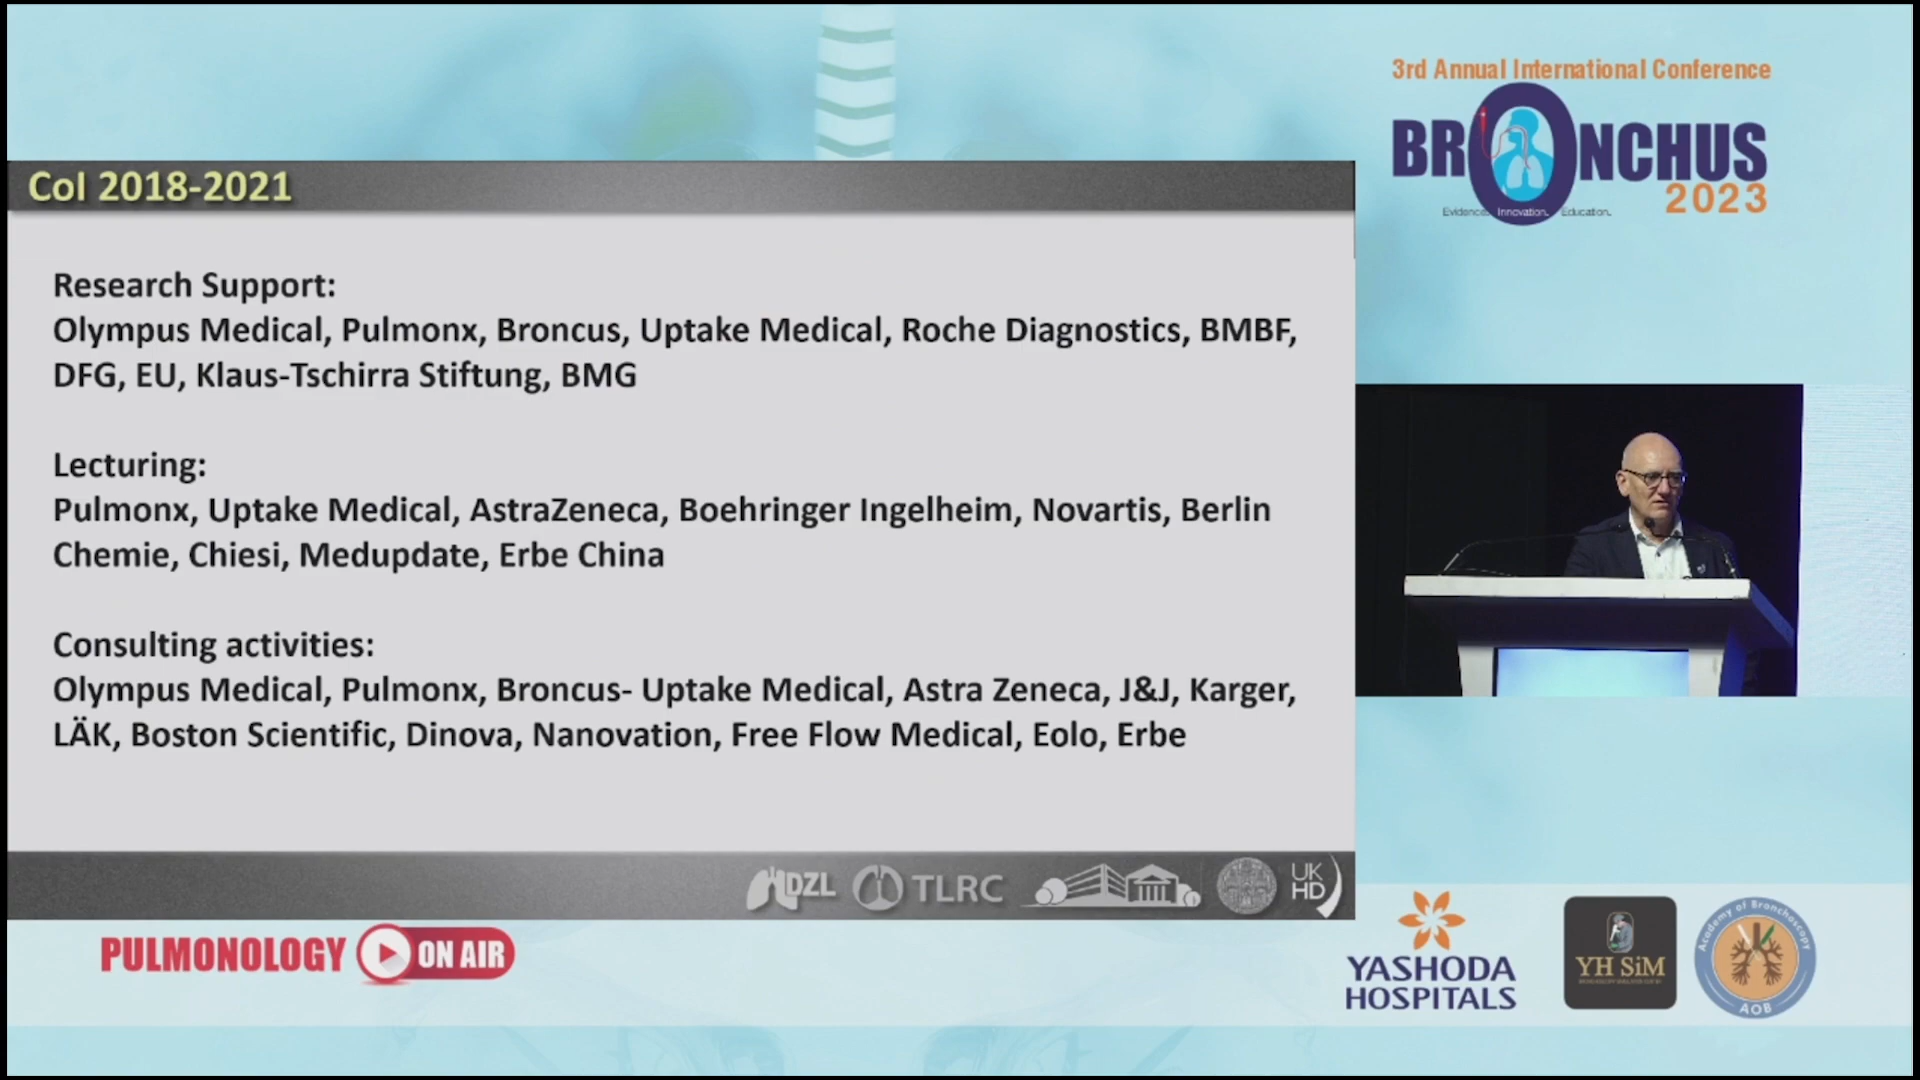 3rd Annual International Conference
BRONCHUS
2023
Evidence. Innovation. Education.
CoI 2018-2021
Research Support:
Olympus Medical, Pulmonx, Broncus, Uptake Medical, Roche Diagnostics, BMBF,
DFG, EU, Klaus-Tschirra Stiftung, BMG
Lecturing:
Pulmonx, Uptake Medical, AstraZeneca, Boehringer Ingelheim, Novartis, Berlin
Chemie, Chiesi, Medupdate, Erbe China
Consulting activities:
Olympus Medical, Pulmonx, Broncus- Uptake Medical, Astra Zeneca, J&J, Karger,
LÄK, Boston Scientific, Dinova, Nanovation, Free Flow Medical, Eolo, Erbe
DZL
TLRC
UK
HD
PULMONOLOGY ON AIR
YASHODA
HOSPITALS
YH SiM
Academy of Bronchoscopy
AOB